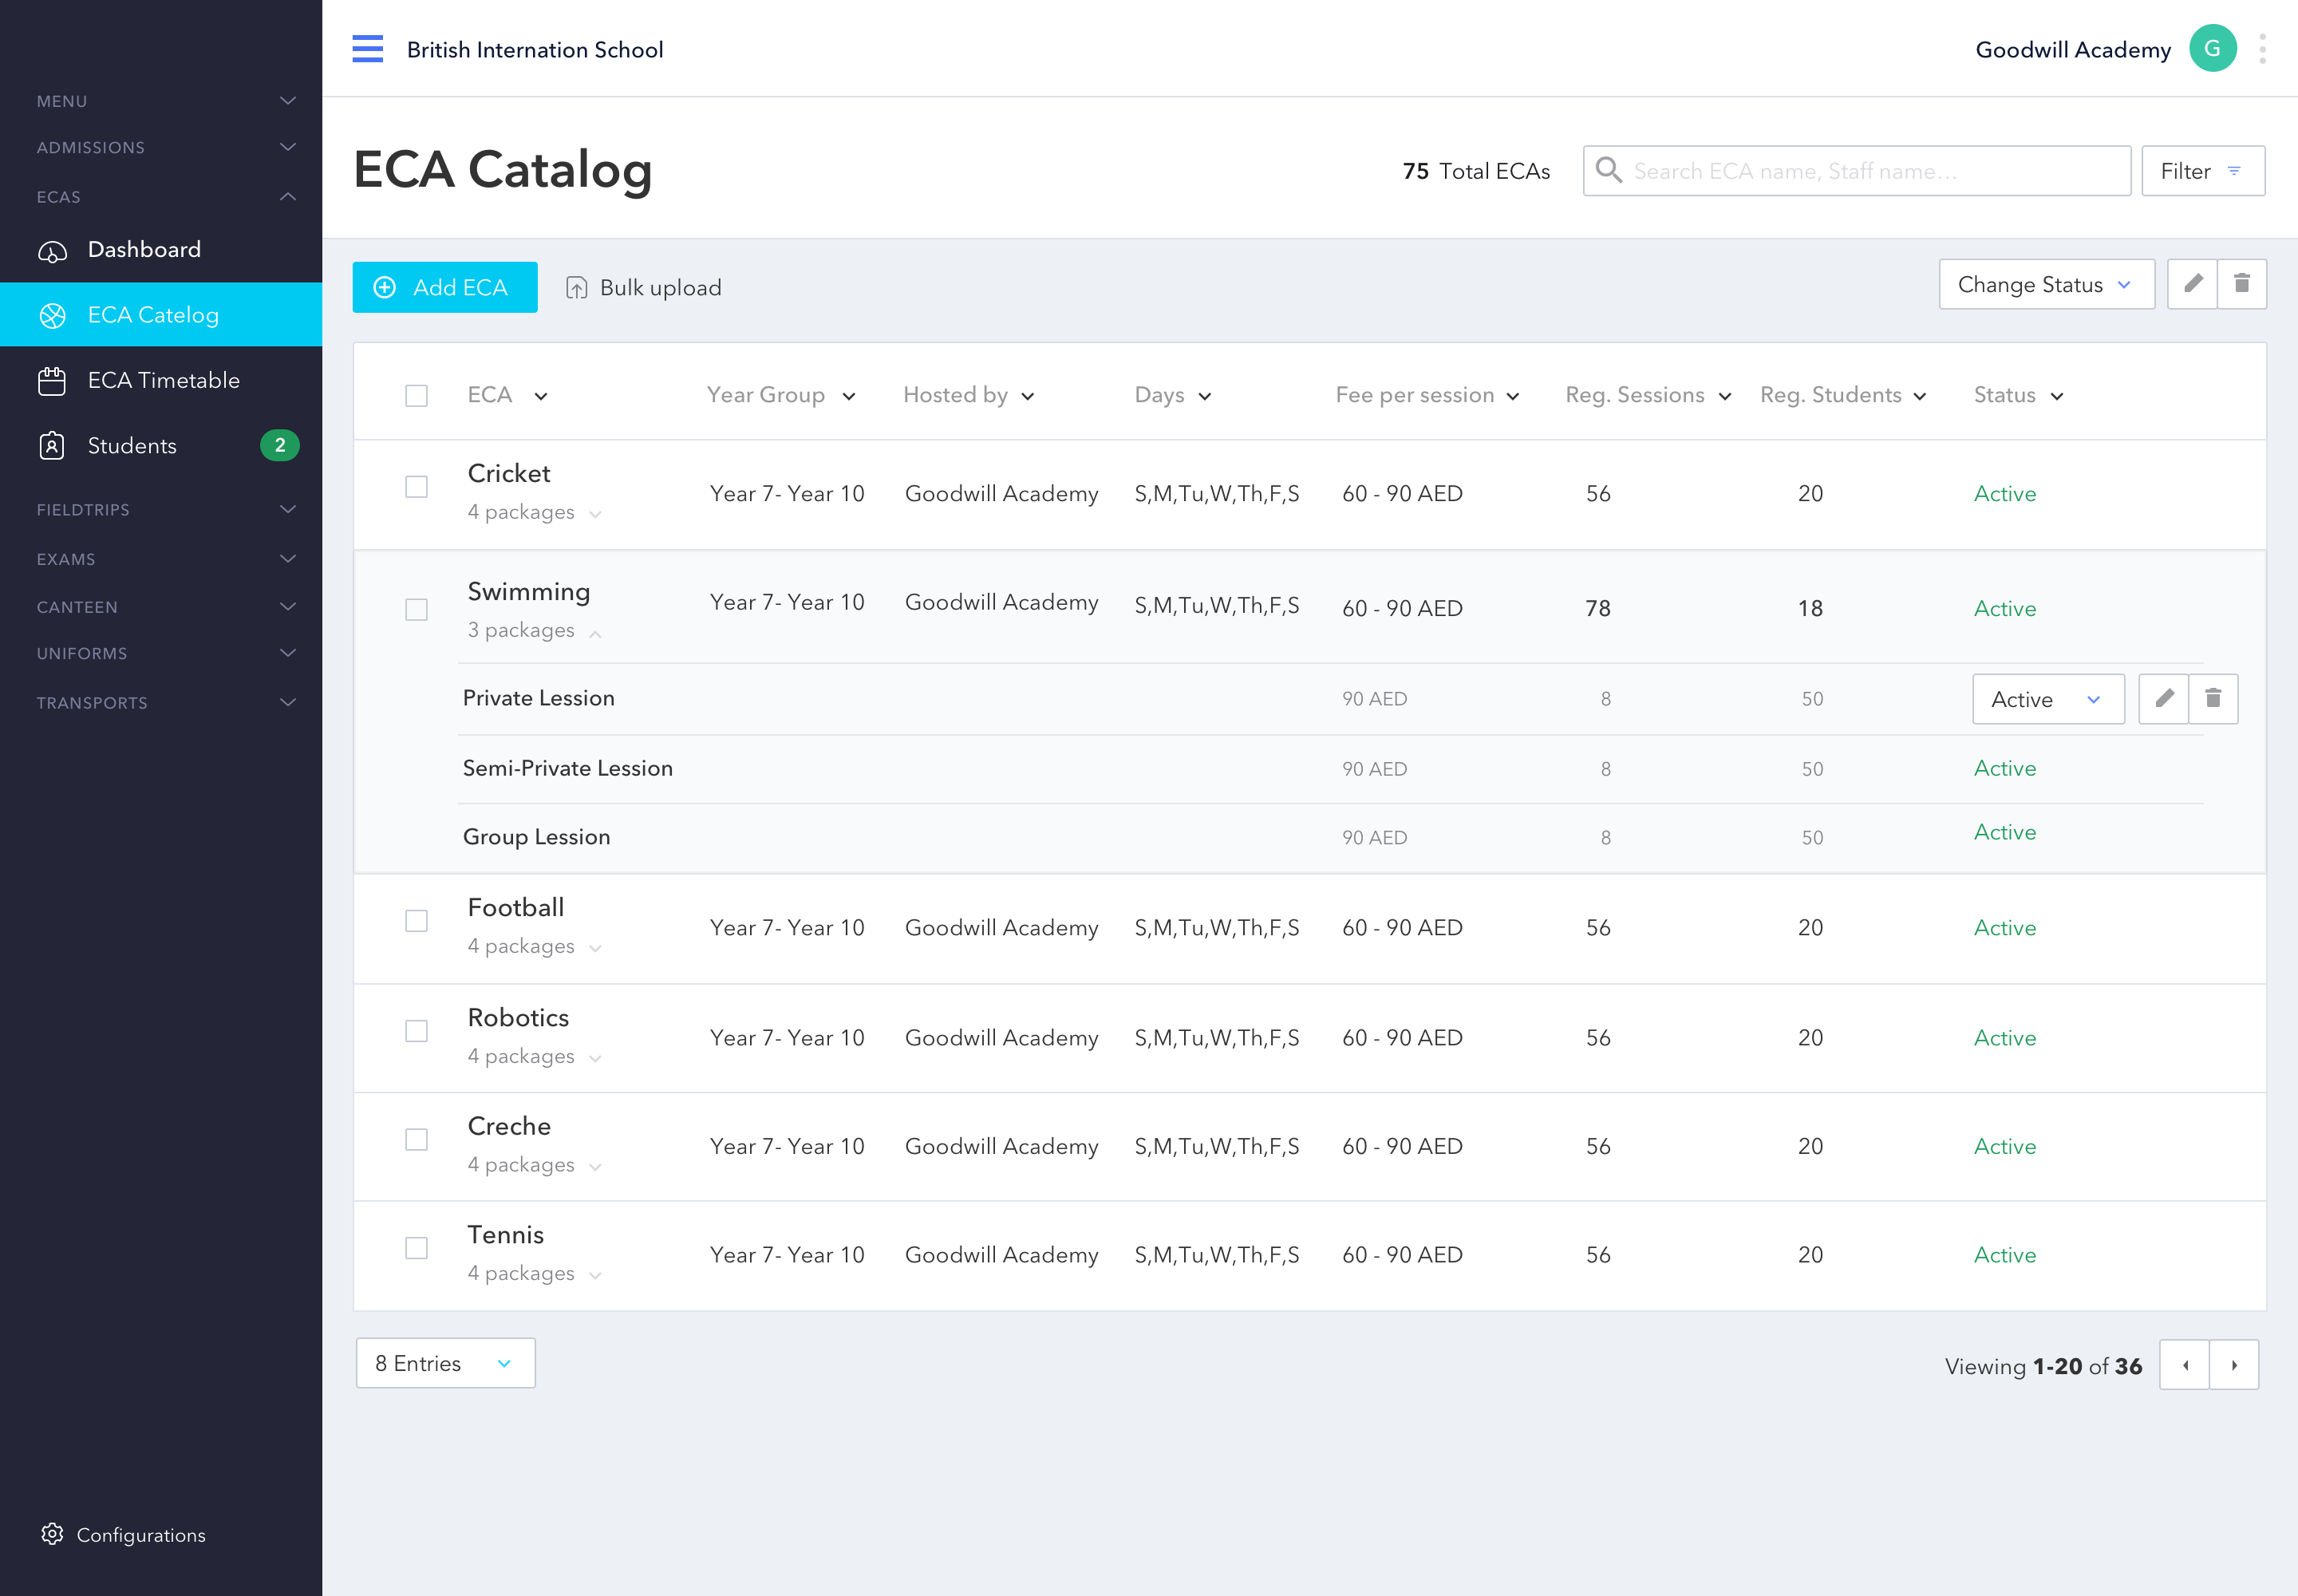 British Internation School
Goodwill Academy G
MENU
ADMISSIONS
ECAS
Dashboard
ECA Catelog
ECA Timetable
Students 2
FIELDTRIPS
EXAMS
CANTEEN
UNIFORMS
TRANSPORTS
Configurations
ECA Catalog
75 Total ECAs
Search ECA name, Staff name...
Filter
Add ECA
Bulk upload
Change Status
ECA Year Group Hosted by Days Fee per session Reg. Sessions Reg. Students Status
Cricket
4 packages
Year 7- Year 10 Goodwill Academy S,M,Tu,W,Th,F,S 60 - 90 AED 56 20 Active
Swimming
3 packages
Year 7- Year 10 Goodwill Academy S,M,Tu,W,Th,F,S 60 - 90 AED 78 18 Active
Private Lession 90 AED 8 50 Active
Semi-Private Lession 90 AED 8 50 Active
Group Lession 90 AED 8 50 Active
Football
4 packages
Year 7- Year 10 Goodwill Academy S,M,Tu,W,Th,F,S 60 - 90 AED 56 20 Active
Robotics
4 packages
Year 7- Year 10 Goodwill Academy S,M,Tu,W,Th,F,S 60 - 90 AED 56 20 Active
Creche
4 packages
Year 7- Year 10 Goodwill Academy S,M,Tu,W,Th,F,S 60 - 90 AED 56 20 Active
Tennis
4 packages
Year 7- Year 10 Goodwill Academy S,M,Tu,W,Th,F,S 60 - 90 AED 56 20 Active
8 Entries
Viewing 1-20 of 36